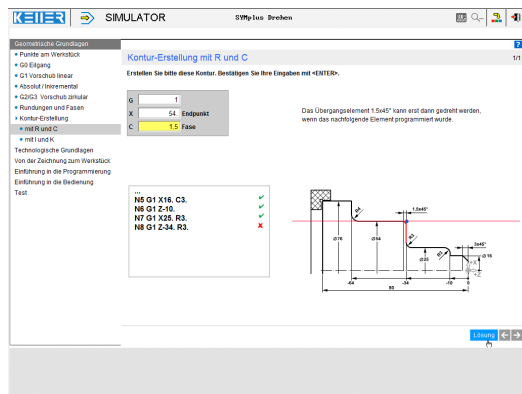 KELLER
SIMULATOR
SYMplus Drehen
Geometrische Grundlagen
Punkte am Werkstück
G0 Eilgang
G1 Vorschub linear
Absolut / Inkremental
G2/G3 Vorschub zirkular
Rundungen und Fasen
Kontur-Erstellung
mit R und C
mit I und K
Technologische Grundlagen
Von der Zeichnung zum Werkstück
Einführung in die Programmierung
Einführung in die Bedienung
Test
?
Kontur-Erstellung mit R und C
1/1
Erstellen Sie bitte diese Kontur. Bestätigen Sie Ihre Eingaben mit <ENTER>.
G 1
X 54. Endpunkt
C 1.5 Fase
Das Übergangselement 1.5x45° kann erst dann gedreht werden,
wenn das nachfolgende Element programmiert wurde.
...
N5 G1 X16. C3.
N6 G1 Z-10.
N7 G1 X25. R3.
N8 G1 Z-34. R3.
R4
1.5x45°
Ø76
Ø54
R3
Ø25
R3
3x45°
+X
Ø 16
+Z
-64
-34
-10
0
90
Lösung